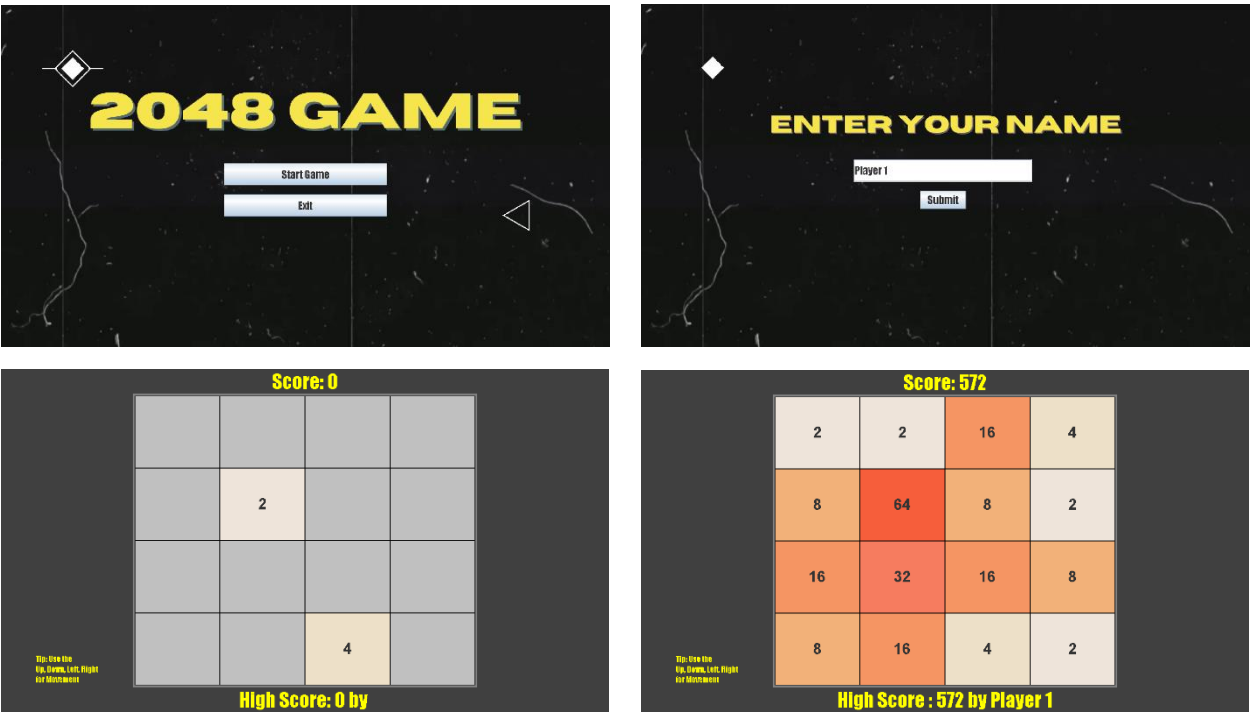 2048 GAME
Start Game
Exit
ENTER YOUR NAME
Player 1
Submit
Score: 0
2
4
Tip: Use the
Up, Down, Left, Right
for Movement
High Score: 0 by
Score: 572
2 2 16 4
8 64 8 2
16 32 16 8
8 16 4 2
Tip: Use the
Up, Down, Left, Right
for Movement
High Score : 572 by Player 1